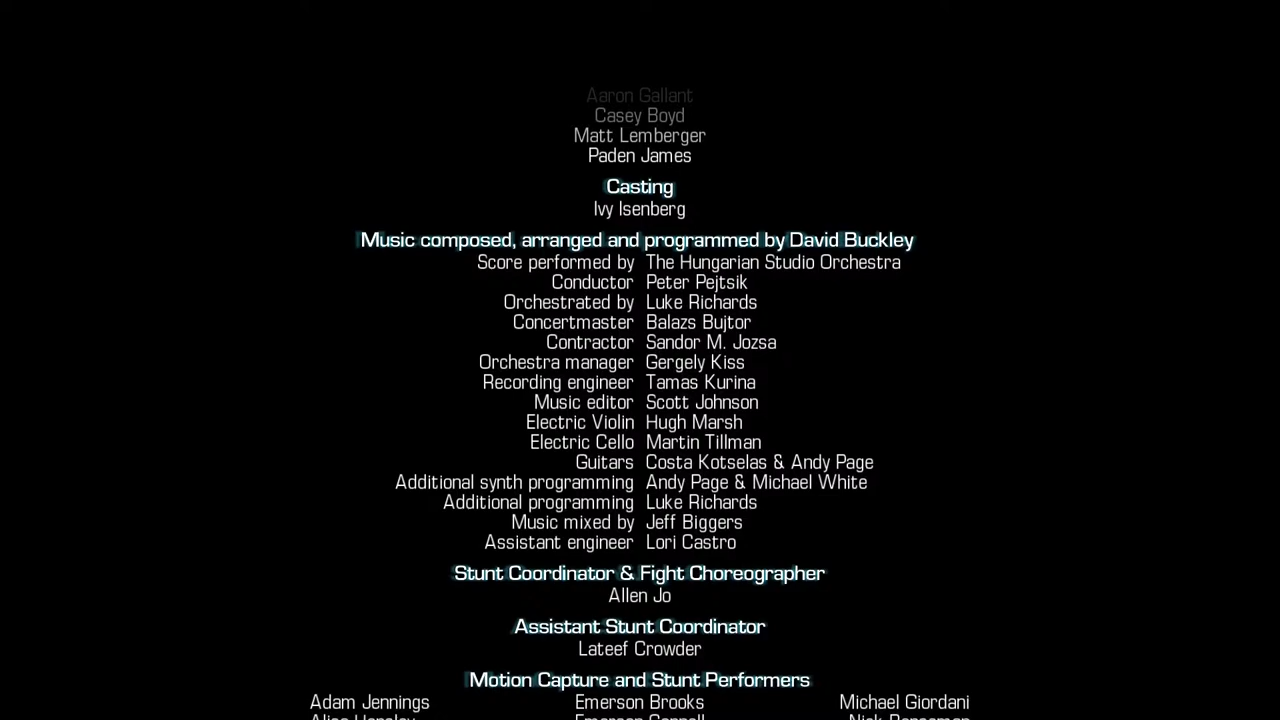 Aaron Gallant
Casey Boyd
Matt Lemberger
Paden James
Casting
Ivy Isenberg
Music composed, arranged and programmed by David Buckley
Score performed by The Hungarian Studio Orchestra
Conductor Peter Pejtsik
Orchestrated by Luke Richards
Concertmaster Balazs Bujtor
Contractor Sandor M. Jozsa
Orchestra manager Gergely Kiss
Recording engineer Tamas Kurina
Music editor Scott Johnson
Electric Violin Hugh Marsh
Electric Cello Martin Tillman
Guitars Costa Kotselas & Andy Page
Additional synth programming Andy Page & Michael White
Additional programming Luke Richards
Music mixed by Jeff Biggers
Assistant engineer Lori Castro
Stunt Coordinator & Fight Choreographer
Allen Jo
Assistant Stunt Coordinator
Lateef Crowder
Motion Capture and Stunt Performers
Adam Jennings Emerson Brooks Michael Giordani